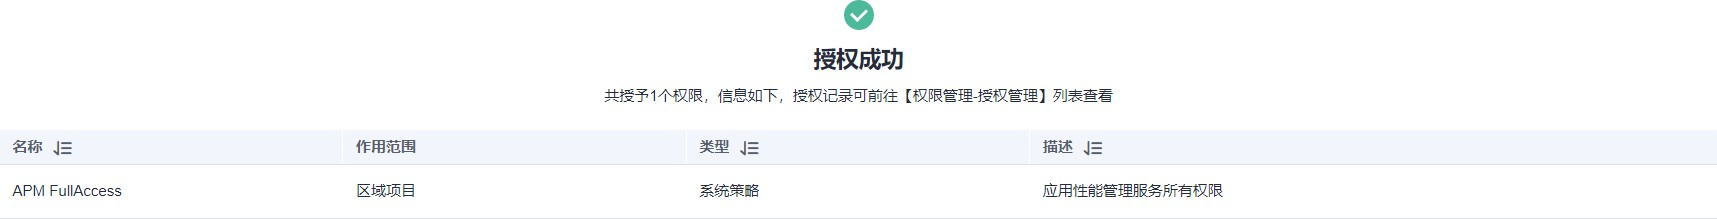 授权成功
共授予1个权限，信息如下，授权记录可前往【权限管理-授权管理】列表查看
名称 作用范围 类型 描述
APM FullAccess 区域项目 系统策略 应用性能管理服务所有权限